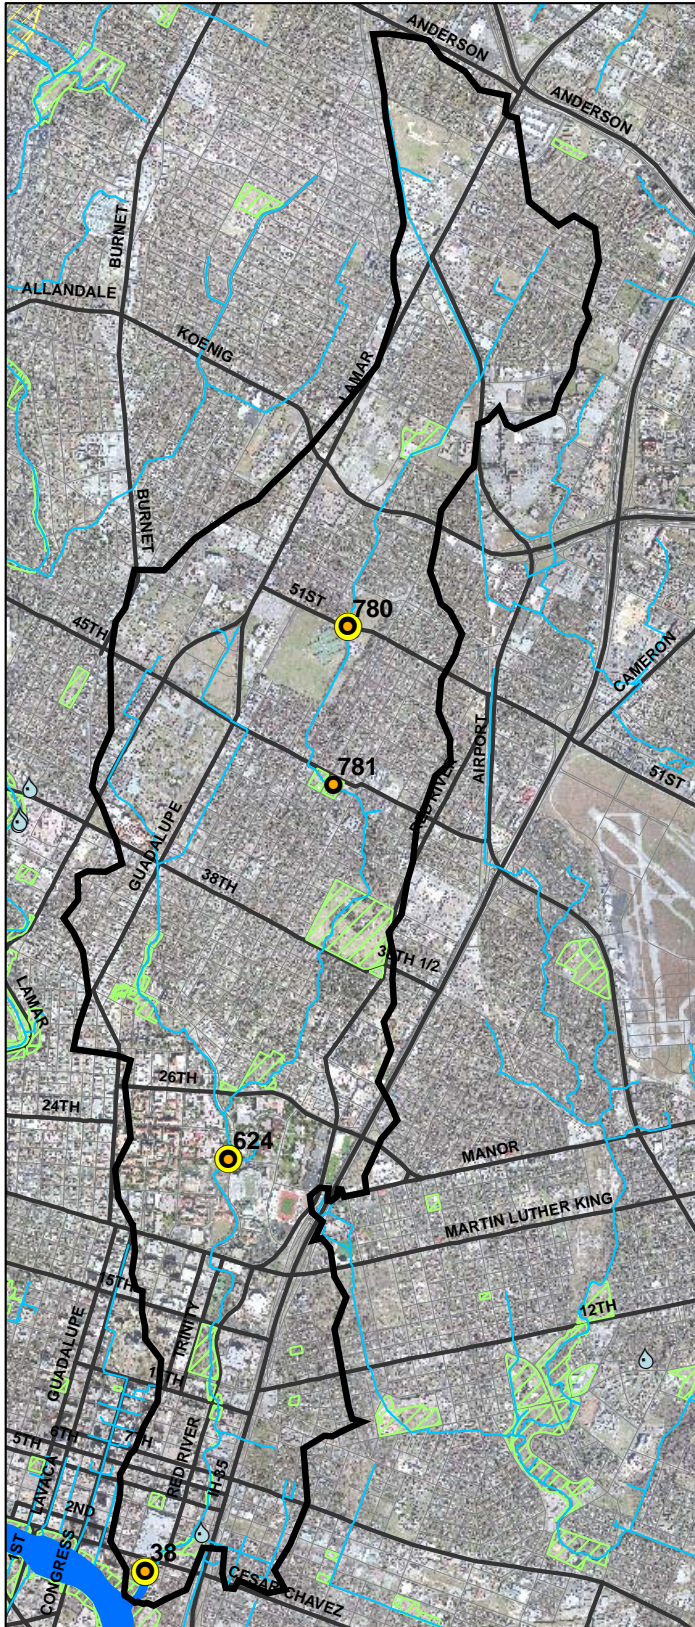 ANDERSON
ANDERSON
BURNET
ALLANDALE
KOENIG
LAMAR
BURNET
51ST
780
45TH
CAMERON
781
AIRPORT
51ST
RED RIVER
GUADALUPE
38TH
38TH 1/2
LAMAR
26TH
24TH
624
MANOR
MARTIN LUTHER KING
15TH
12TH
TRINITY
GUADALUPE
RED RIVER
6TH
5TH
7TH
IH-35
LAVACA
2ND
1ST
CONGRESS
38
CESAR CHAVEZ